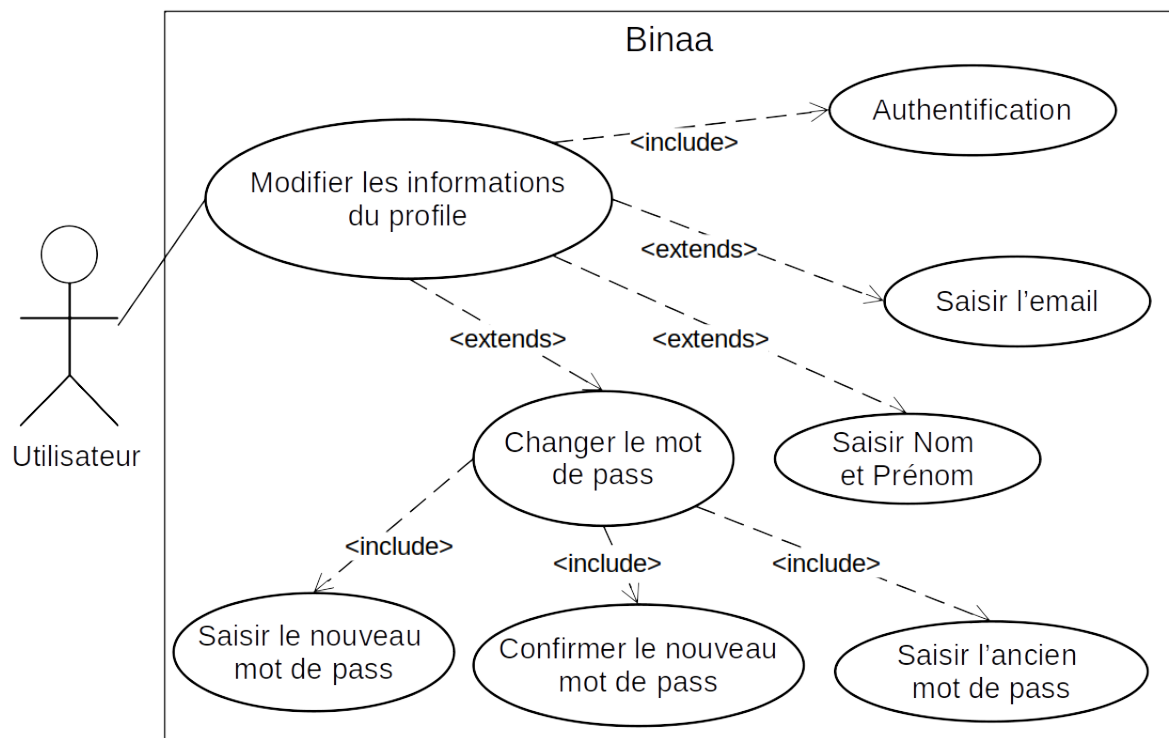 Binaa
Authentification
<include>
Modifier les informations
du profile
<extends>
Saisir l’email
<extends>
<extends>
Utilisateur
Changer le mot
de pass
Saisir Nom
et Prénom
<include>
<include>
<include>
Saisir le nouveau
mot de pass
Confirmer le nouveau
mot de pass
Saisir l’ancien
mot de pass